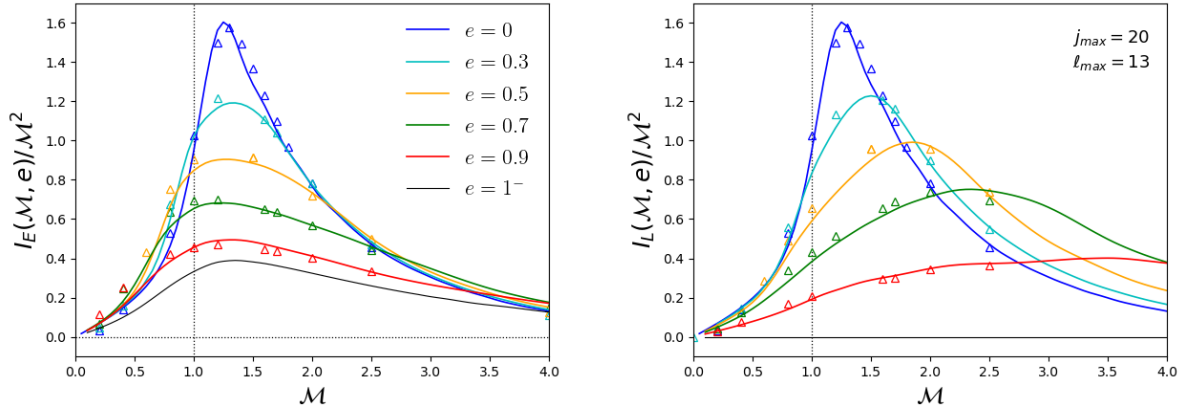 I_E(ℳ, e)/ℳ²
1.6
1.4
1.2
1.0
0.8
0.6
0.4
0.2
0.0
e = 0
e = 0.3
e = 0.5
e = 0.7
e = 0.9
e = 1⁻
0.0 0.5 1.0 1.5 2.0 2.5 3.0 3.5 4.0
ℳ
I_L(ℳ, e)/ℳ²
1.6
1.4
1.2
1.0
0.8
0.6
0.4
0.2
0.0
j_max = 20
ℓ_max = 13
0.0 0.5 1.0 1.5 2.0 2.5 3.0 3.5 4.0
ℳ